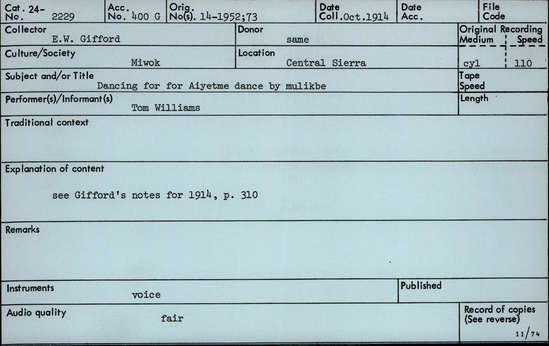 Cat. 24- Acc. Orig. Date Date File
No. 2229 No. 400 G No(s). 14-1952;73 Coll. Oct. 1914 Acc. Code
Collector Donor Original Recording
E.W. Gifford same Medium Speed
Culture/Society Location
Miwok Central Sierra cyl 110
Subject and/or Title Tape
Dancing for for Aiyetme dance by mulikbe Speed
Performer(s)/Informant(s) Length
Tom Williams
Traditional context
Explanation of content
see Gifford's notes for 1914, p. 310
Remarks
Instruments Published
voice
Audio quality Record of copies
fair (See reverse)
11/74